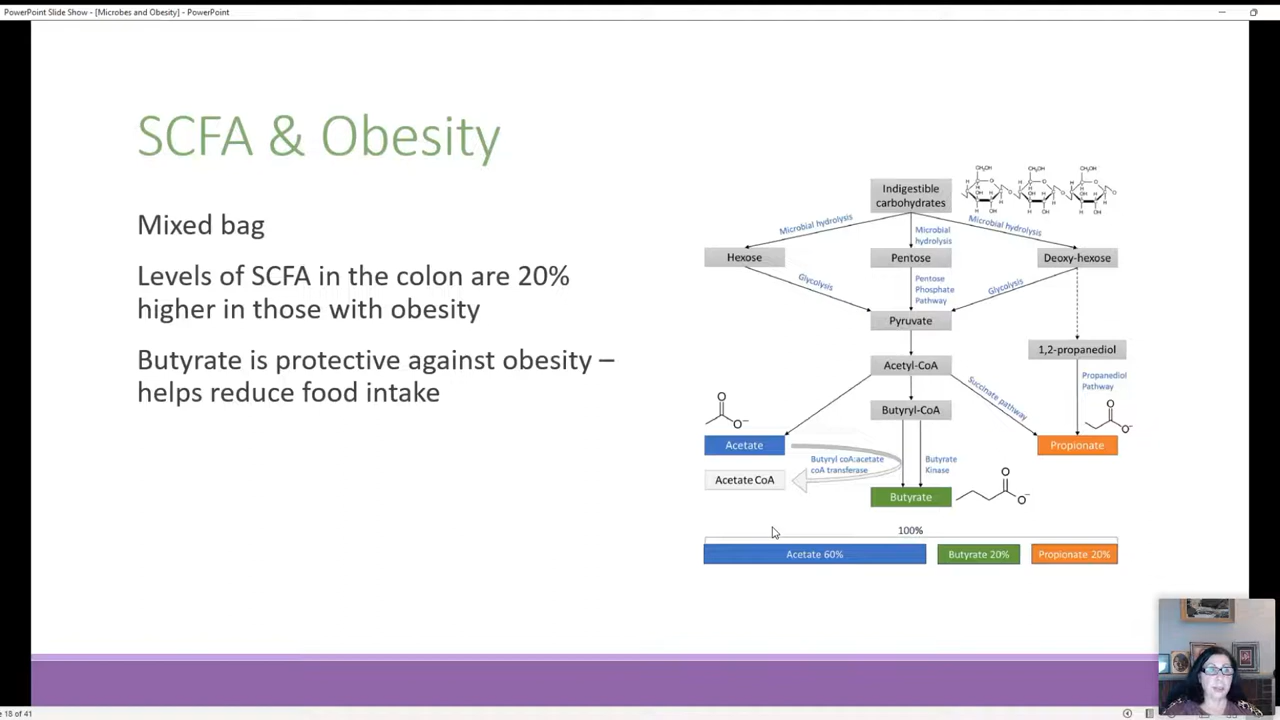 PowerPoint Slide Show - [Microbes and Obesity] - PowerPoint
SCFA & Obesity
Mixed bag
Levels of SCFA in the colon are 20%
higher in those with obesity
Butyrate is protective against obesity –
helps reduce food intake
Indigestible
carbohydrates
Microbial hydrolysis
Microbial
hydrolysis
Microbial hydrolysis
Hexose
Pentose
Deoxy-hexose
Glycolysis
Pentose
Phosphate
Pathway
Glycolysis
Pyruvate
1,2-propanediol
Acetyl-CoA
Succinate pathway
Propanediol
Pathway
Butyryl-CoA
Acetate
Propionate
Butyryl coA:acetate
coA transferase
Butyrate
Kinase
Acetate CoA
Butyrate
100%
Acetate 60%
Butyrate 20%
Propionate 20%
e 18 of 41